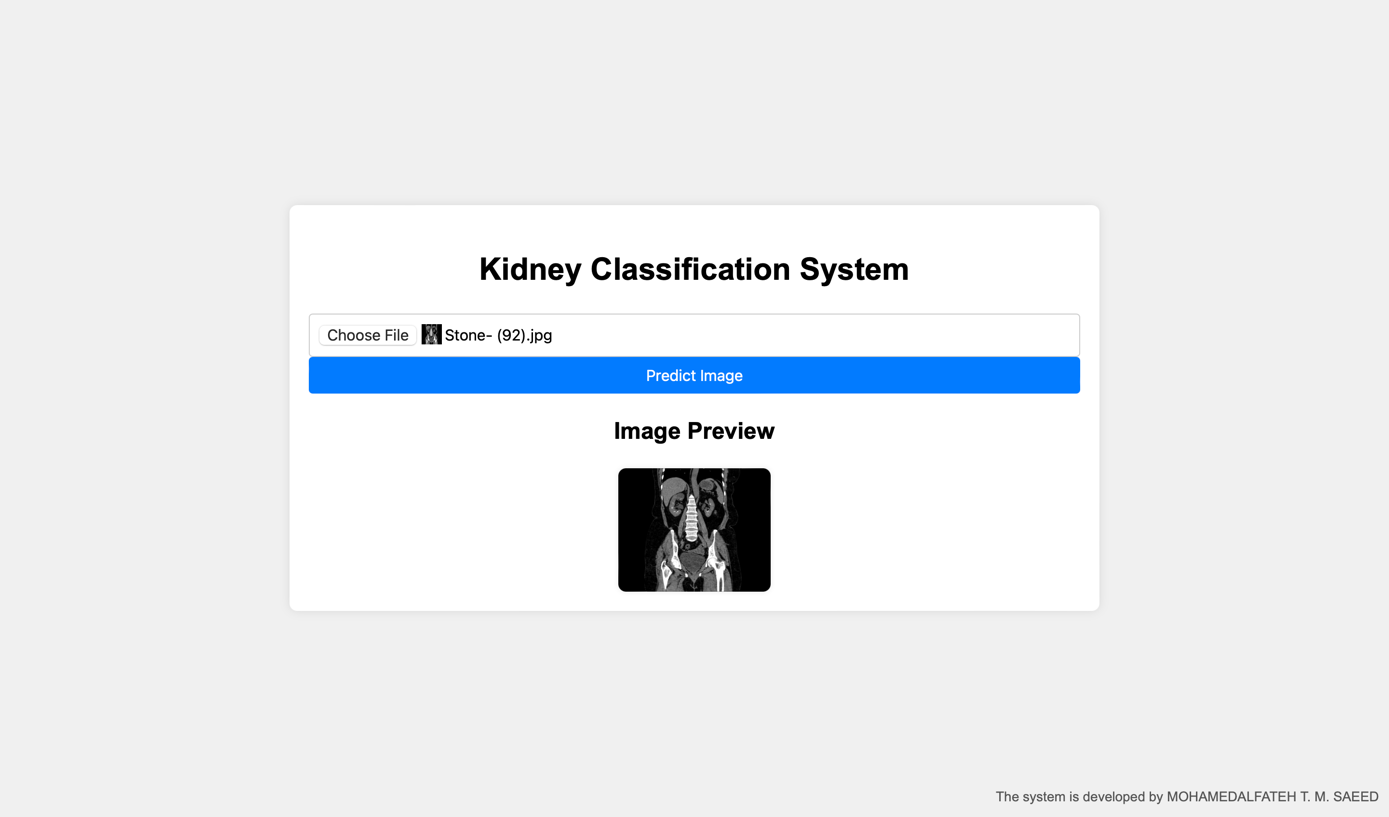 Kidney Classification System
Choose File Stone- (92).jpg
Predict Image
Image Preview
The system is developed by MOHAMEDALFATEH T. M. SAEED